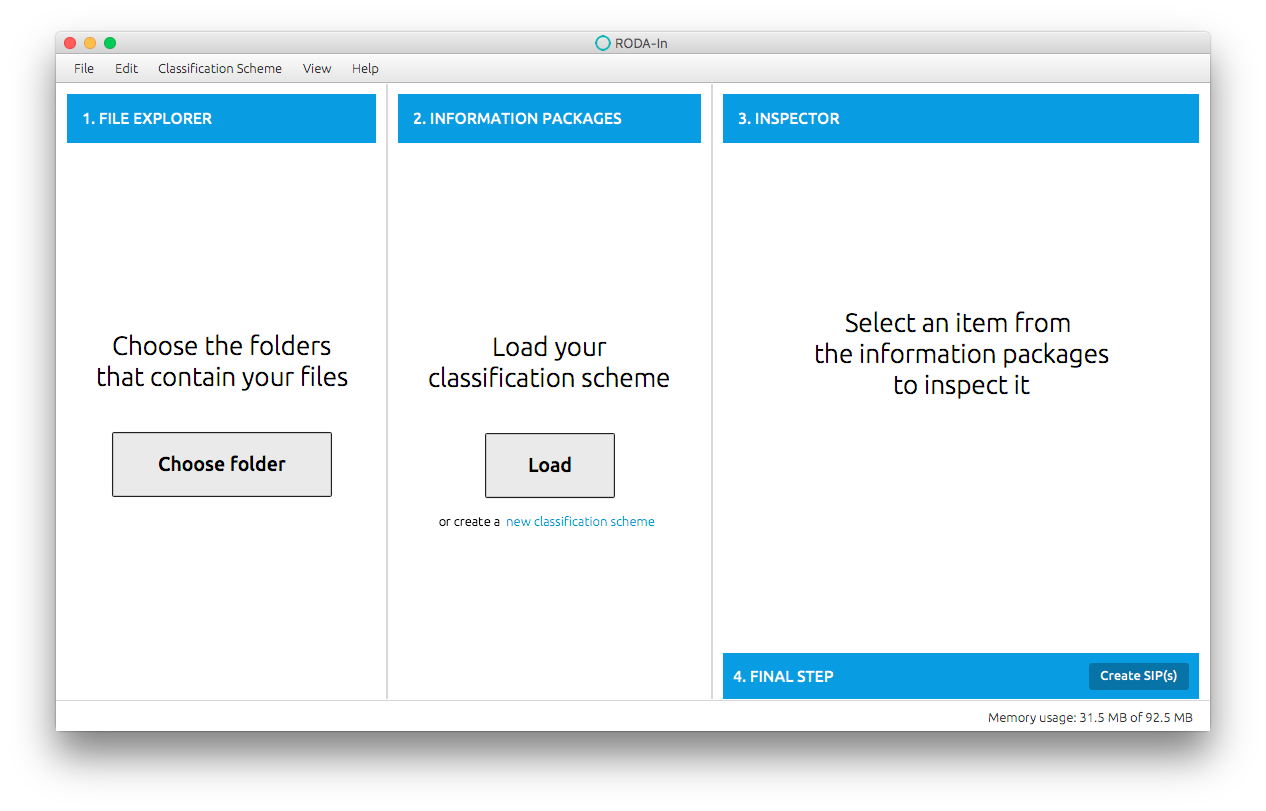 RODA-In
File Edit Classification Scheme View Help
1. FILE EXPLORER
Choose the folders
that contain your files
Choose folder
2. INFORMATION PACKAGES
Load your
classification scheme
Load
or create a new classification scheme
3. INSPECTOR
Select an item from
the information packages
to inspect it
4. FINAL STEP
Create SIP(s)
Memory usage: 31.5 MB of 92.5 MB